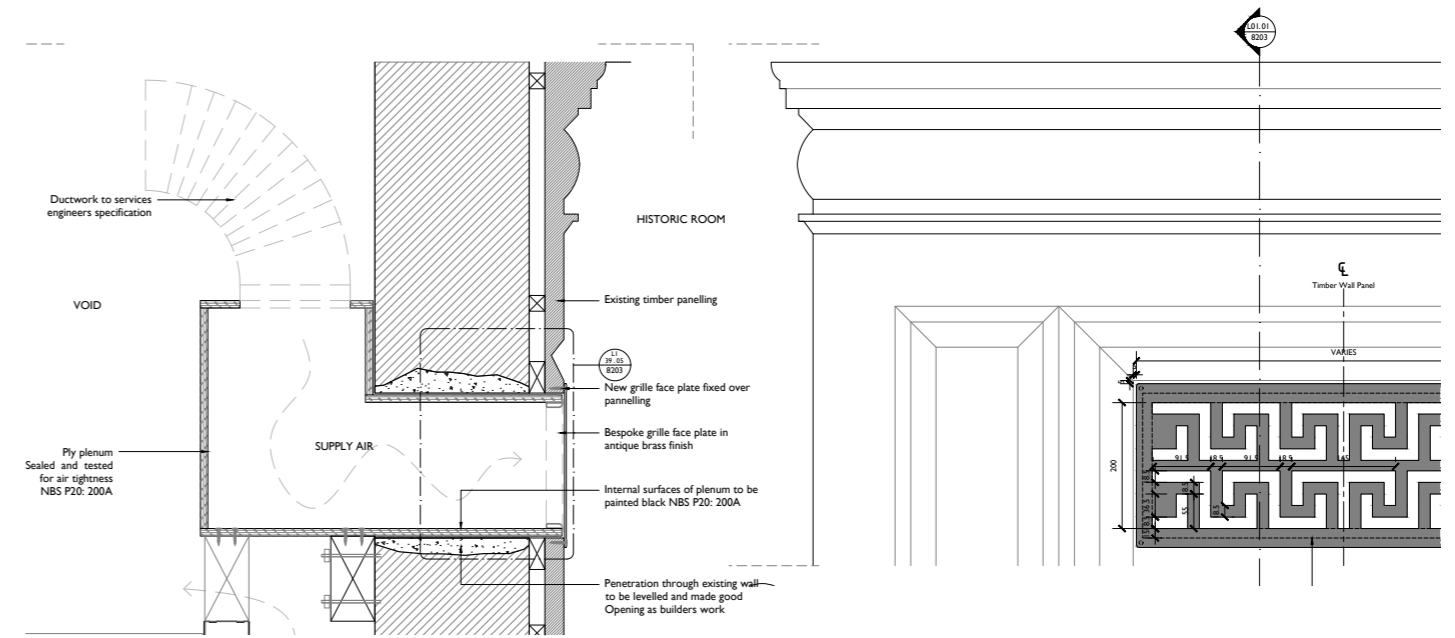 L01.01
8203
Ductwork to services
engineers specification
HISTORIC ROOM
VOID
Existing timber panelling
Timber Wall Panel
VARIES
L1
39.05
8203
New grille face plate fixed over
pannelling
Bespoke grille face plate in
antique brass finish
SUPPLY AIR
Ply plenum
Sealed and tested
for air tightness
NBS P20: 200A
Internal surfaces of plenum to be
painted black NBS P20: 200A
Penetration through existing wall
to be levelled and made good
Opening as builders work
200
91.5
18.5
91.5
18.5
18.5
55
18.5